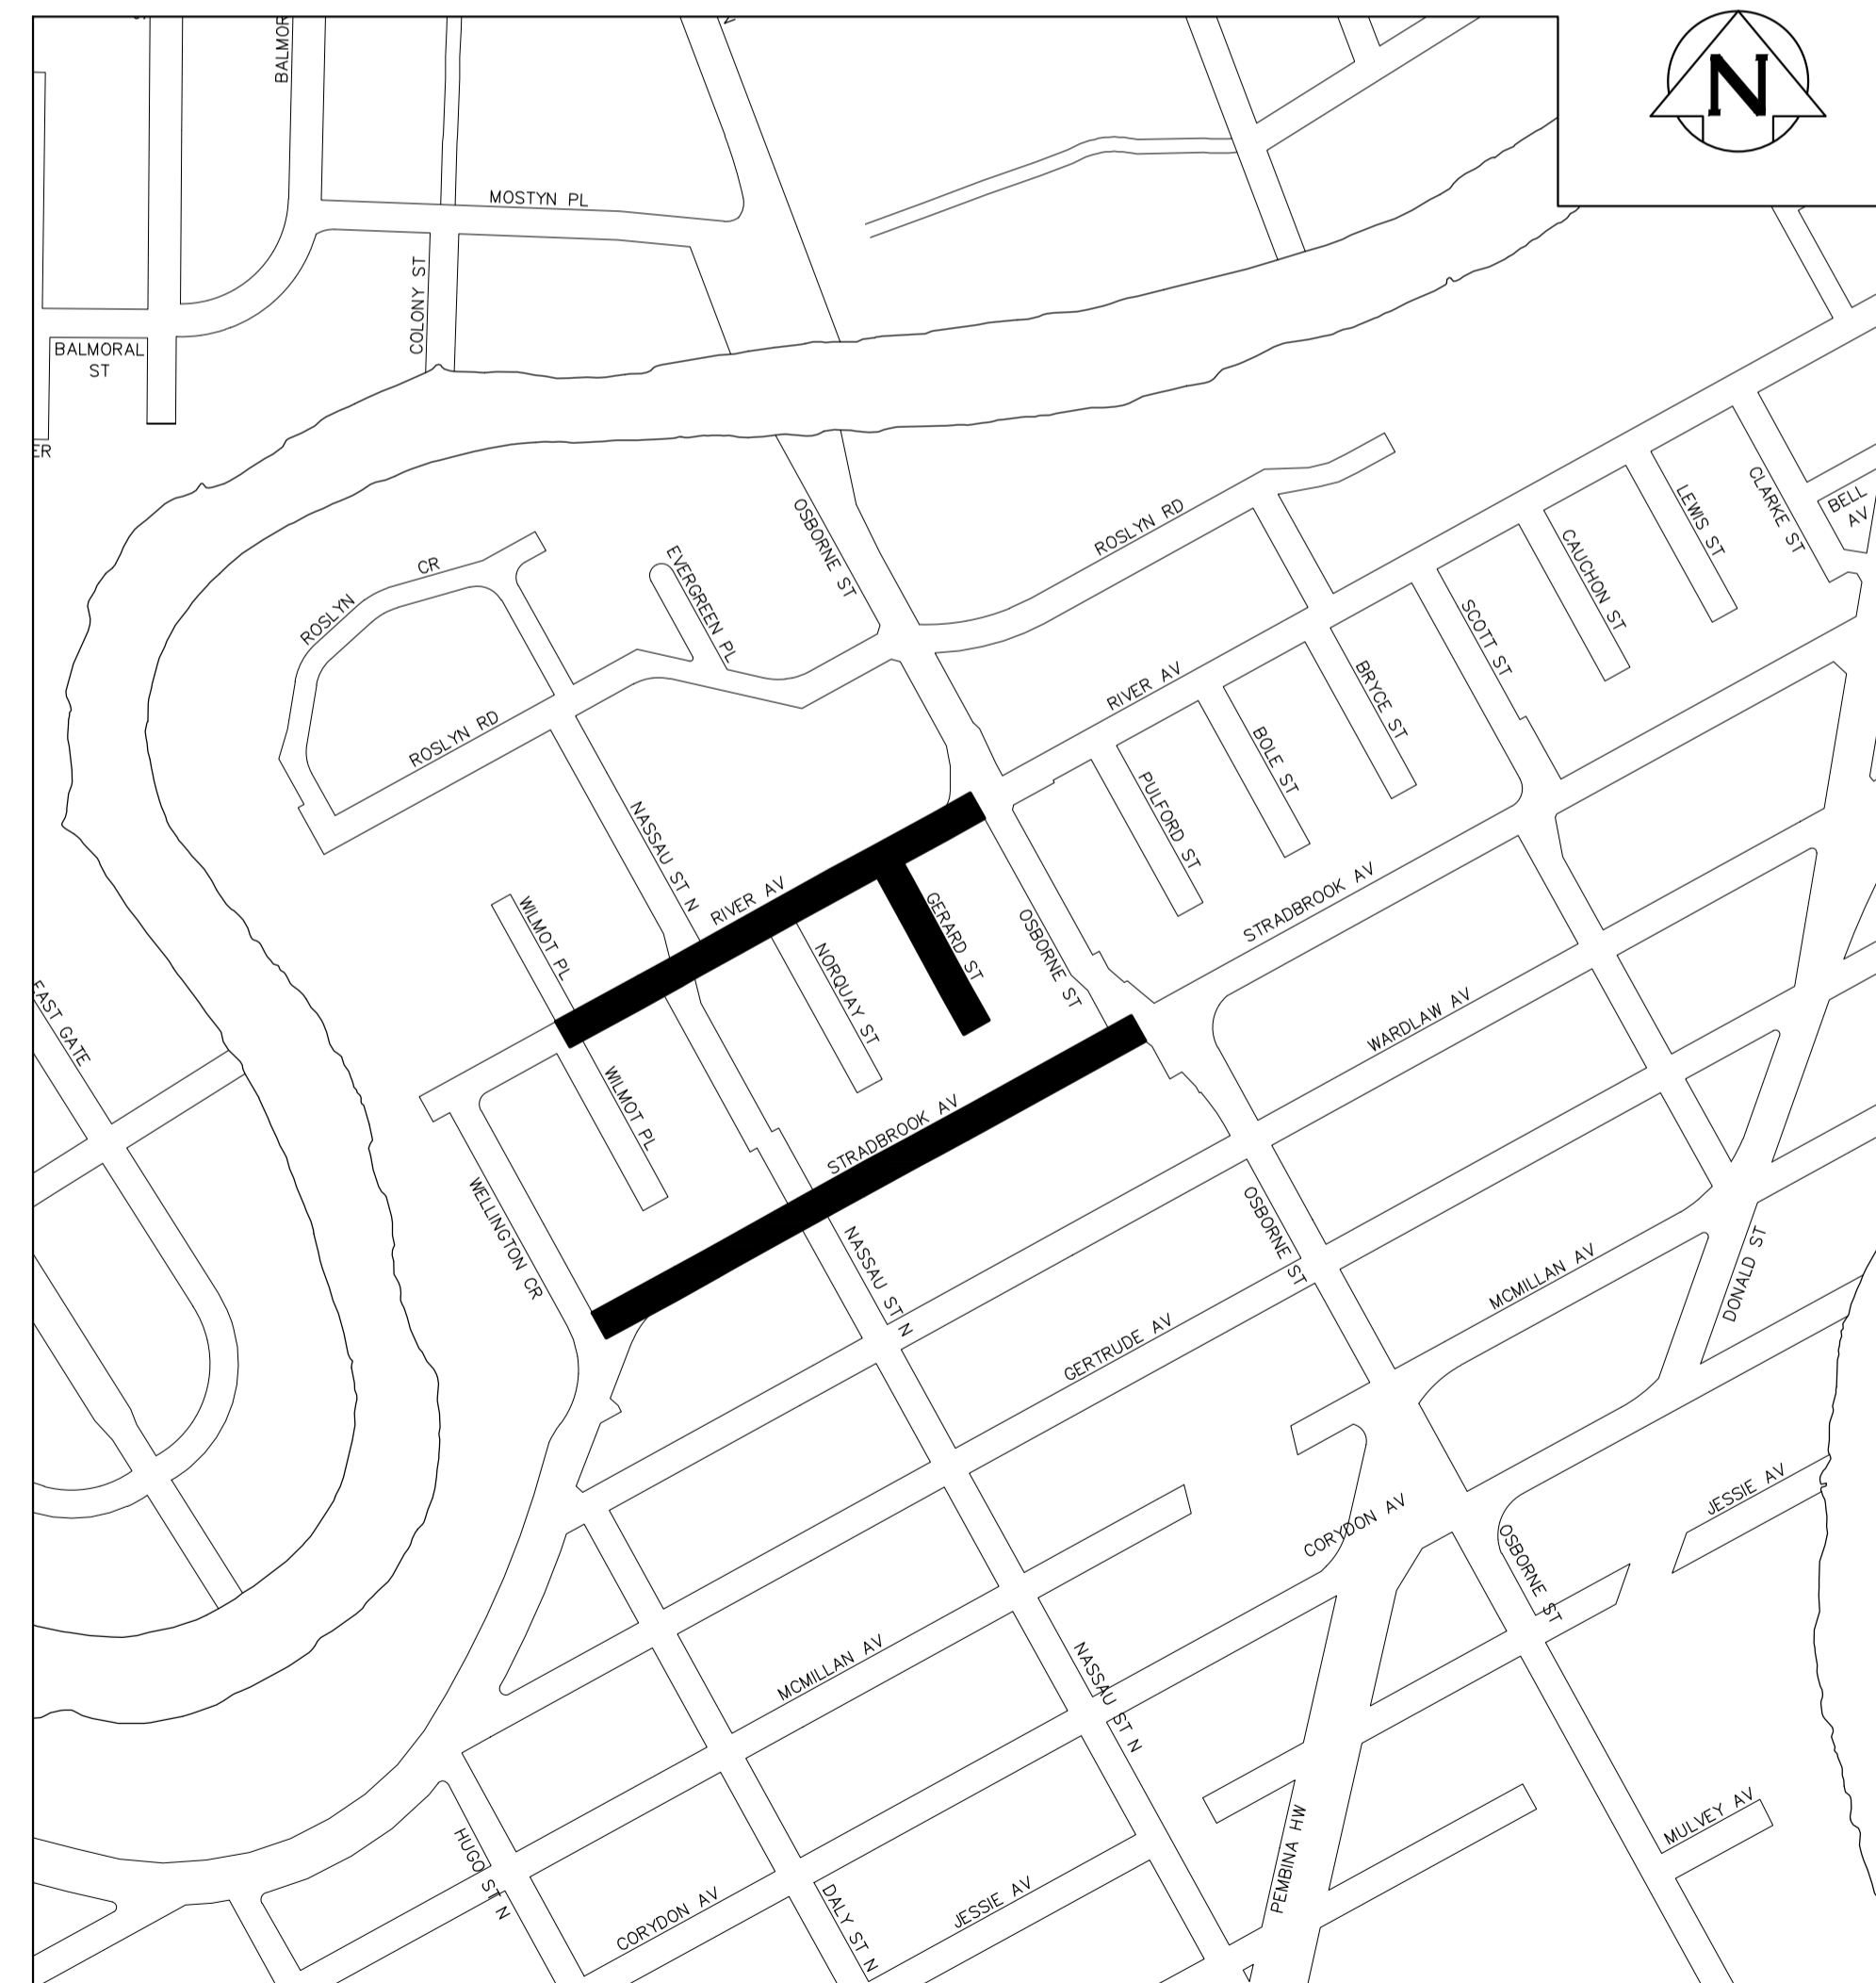 BALMOR
N
MOSTYN PL
COLONY ST
BALMORAL
ST
ER
OSBORNE ST
ROSLYN RD
CLARKE ST
LEWIS ST
BELL
AV
CAUCHON ST
EVERGREEN PL
ROSLYN
CR
SCOTT ST
RIVER AV
BRYCE ST
ROSLYN RD
BOLE ST
PULFORD ST
NASSAU ST N
RIVER AV
STRADBROOK AV
WILMOT PL
GERARD ST
OSBORNE ST
NORQUAY ST
EAST GATE
WARDLAW AV
WILMOT PL
STRADBROOK AV
WELLINGTON CR
NASSAU ST N
OSBORNE ST
MCMILLAN AV
DONALD ST
GERTRUDE AV
JESSIE AV
CORYDON AV
OSBORNE ST
MCMILLAN AV
NASSAU ST N
MULVEY AV
PEMBINA HW
HUGO ST N
CORYDON AV
DALY ST N
JESSIE AV